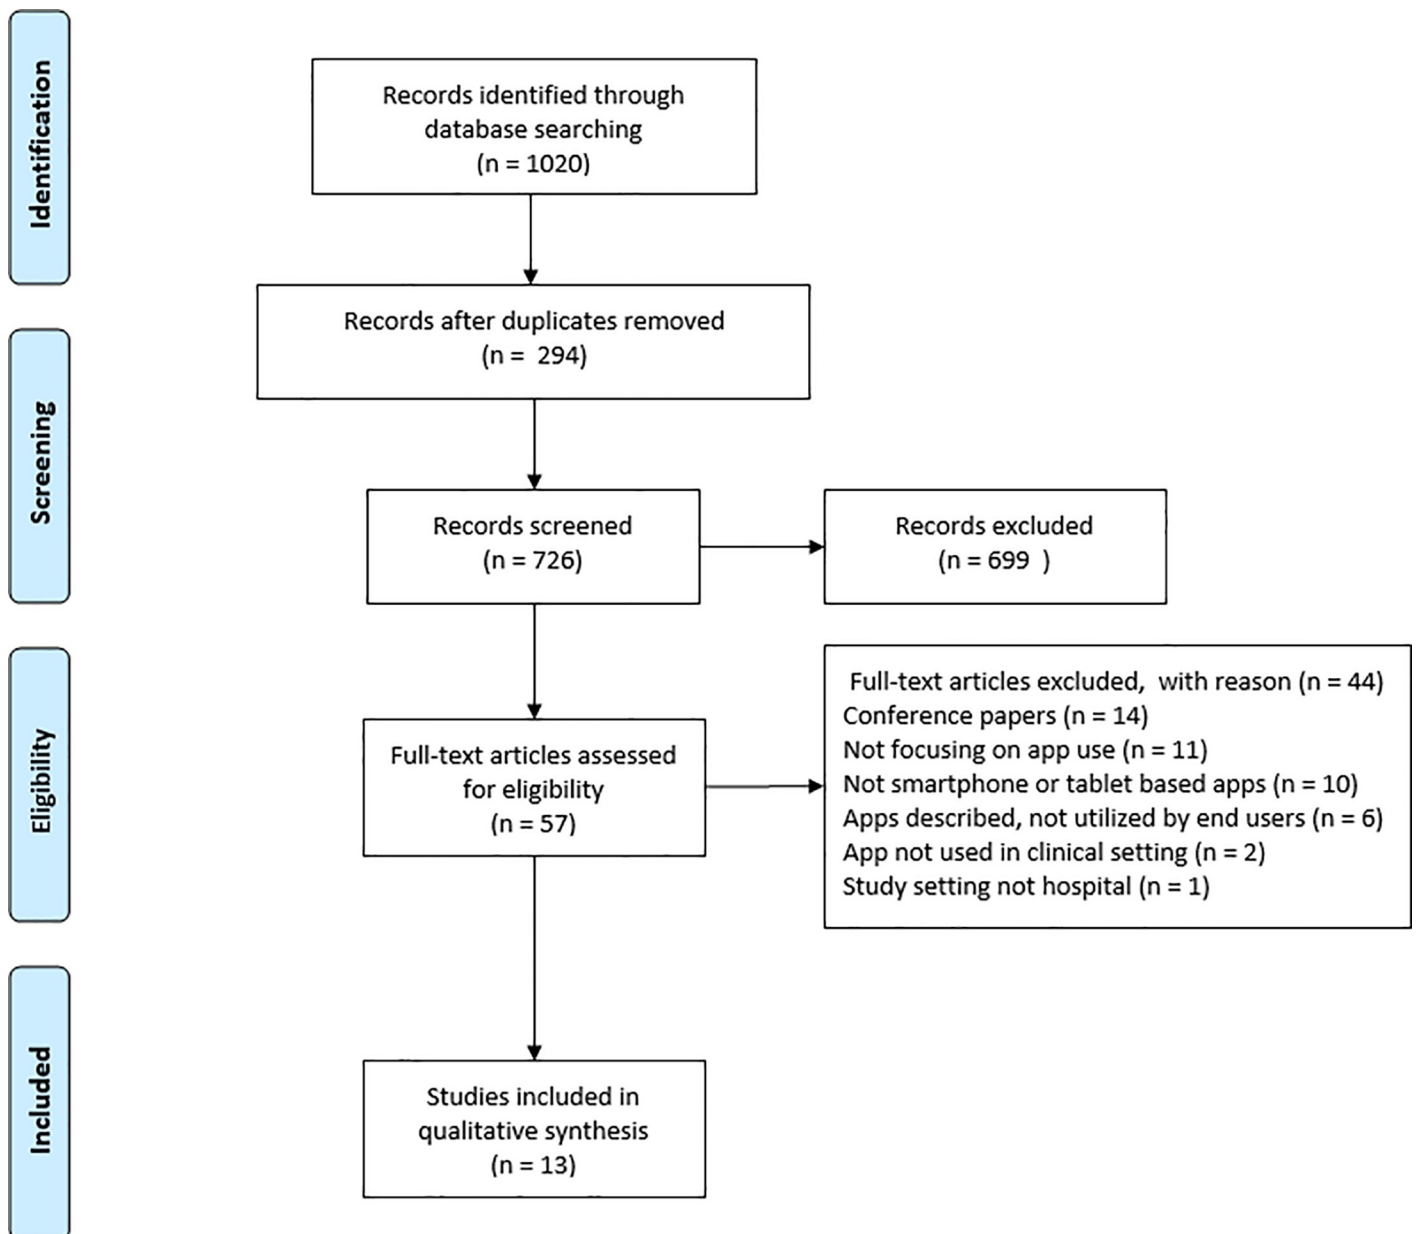 Identification
Records identified through
database searching
(n = 1020)
Records after duplicates removed
(n =  294)
Screening
Records screened
(n = 726)
Records excluded
(n = 699  )
Eligibility
Full-text articles assessed
for eligibility
(n = 57)
Full-text articles excluded,  with reason (n = 44)
Conference papers (n = 14)
Not focusing on app use (n = 11)
Not smartphone or tablet based apps (n = 10)
Apps described, not utilized by end users (n = 6)
App not used in clinical setting (n = 2)
Study setting not hospital (n = 1)
Included
Studies included in
qualitative synthesis
(n = 13)